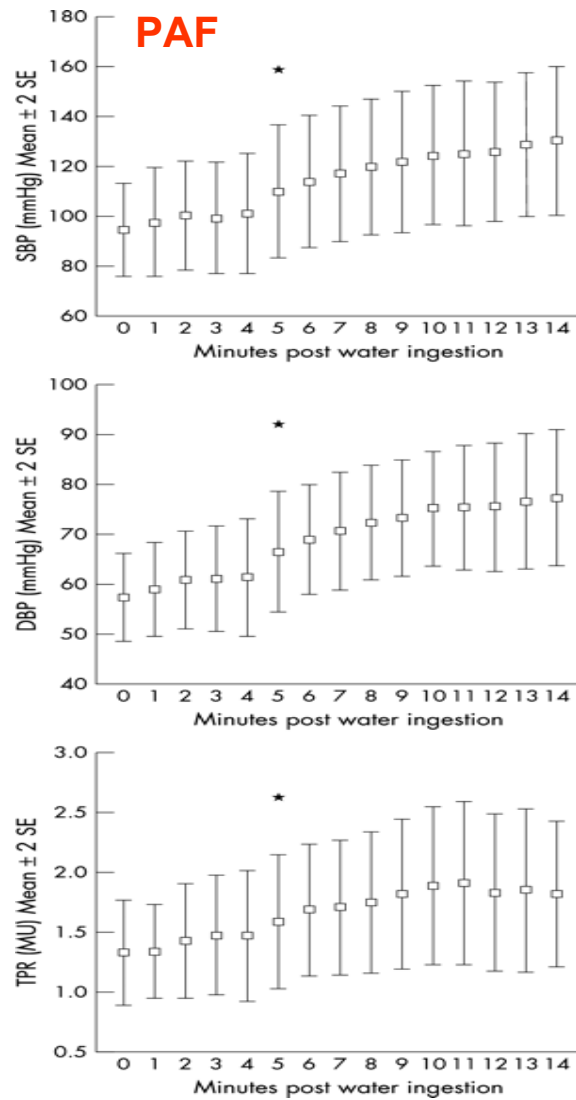 PAF
SBP (mmHg) Mean ± 2 SE
180
160
140
120
100
80
60
0 1 2 3 4 5 6 7 8 9 10 11 12 13 14
Minutes post water ingestion
DBP (mmHg) Mean ± 2 SE
100
90
80
70
60
50
40
0 1 2 3 4 5 6 7 8 9 10 11 12 13 14
Minutes post water ingestion
TPR (MU) Mean ± 2 SE
3.0
2.5
2.0
1.5
1.0
0.5
0 1 2 3 4 5 6 7 8 9 10 11 12 13 14
Minutes post water ingestion